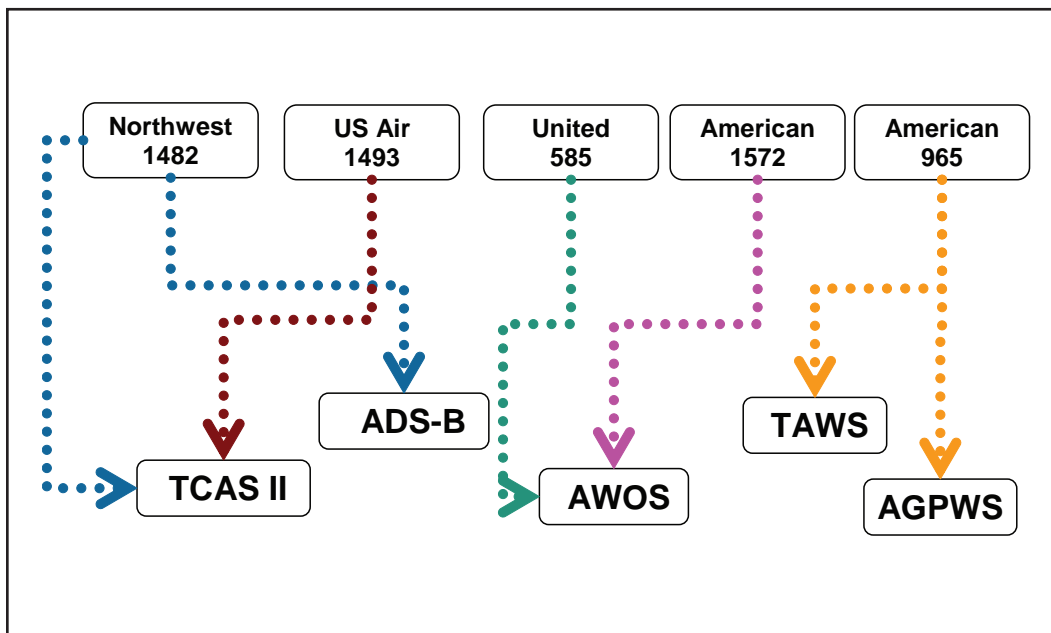 Northwest
1482
US Air
1493
United
585
American
1572
American
965
ADS-B
TAWS
TCAS II
AWOS
AGPWS